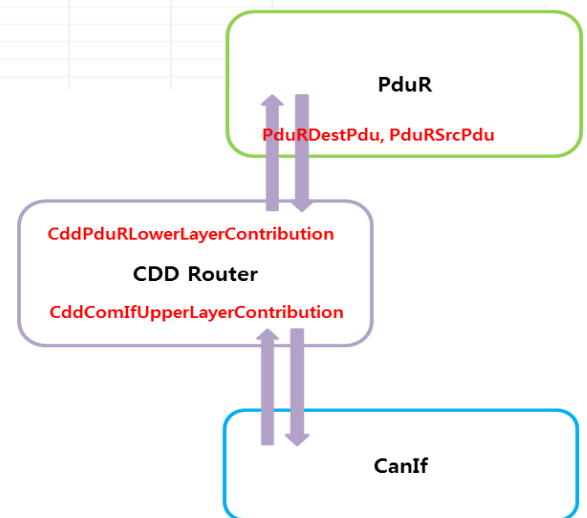 PduR
PduRDestPdu, PduRSrcPdu
CddPduRLowerLayerContribution
CDD Router
CddComIfUpperLayerContribution
CanIf